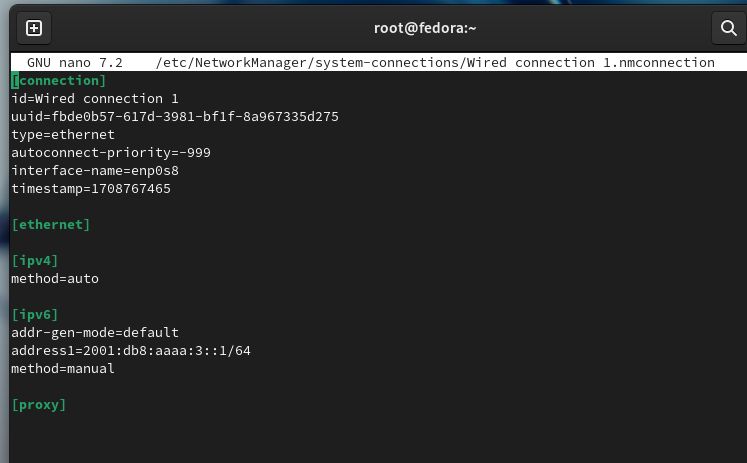 root@fedora:~
GNU nano 7.2 /etc/NetworkManager/system-connections/Wired connection 1.nmconnection
[connection]
id=Wired connection 1
uuid=fbde0b57-617d-3981-bf1f-8a967335d275
type=ethernet
autoconnect-priority=-999
interface-name=enp0s8
timestamp=1708767465
[ethernet]
[ipv4]
method=auto
[ipv6]
addr-gen-mode=default
address1=2001:db8:aaaa:3::1/64
method=manual
[proxy]